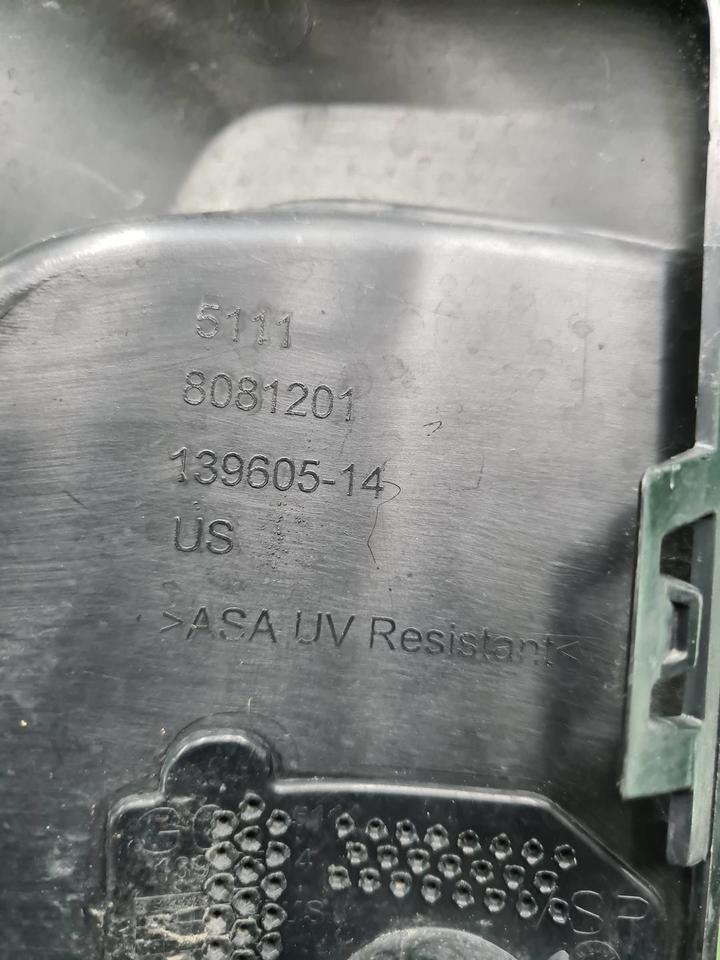 5111
8081201
139605-14
US
>ASA UV Resistant<